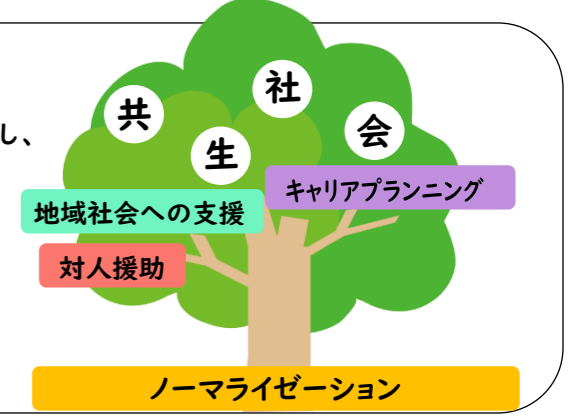 し、
共生社会
キャリアプランニング
地域社会への支援
対人援助
ノーマライゼーション